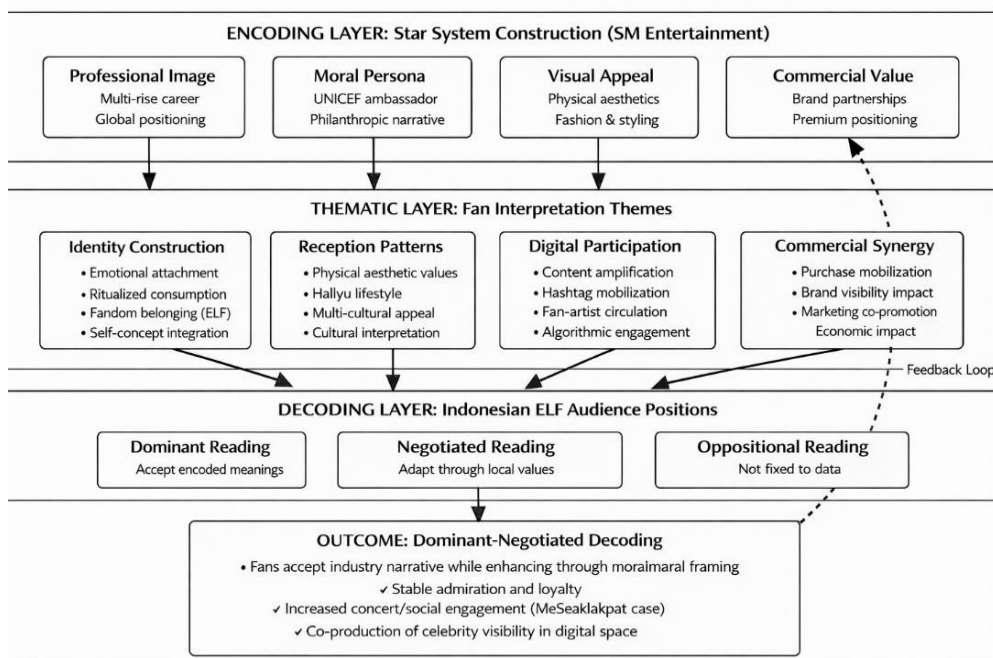 ENCODING LAYER: Star System Construction (SM Entertainment)
Professional Image
Multi-rise career
Global positioning
Moral Persona
UNICEF ambassador
Philanthropic narrative
Visual Appeal
Physical aesthetics
Fashion & styling
Commercial Value
Brand partnerships
Premium positioning
THEMATIC LAYER: Fan Interpretation Themes
Identity Construction
• Emotional attachment
• Ritualized consumption
• Fandom belonging (ELF)
• Self-concept integration
Reception Patterns
• Physical aesthetic values
• Hallyu lifestyle
• Multi-cultural appeal
• Cultural interpretation
Digital Participation
• Content amplification
• Hashtag mobilization
• Fan-artist circulation
• Algorithmic engagement
Commercial Synergy
• Purchase mobilization
• Brand visibility impact
• Marketing co-promotion
Economic impact
Feedback Loop
DECODING LAYER: Indonesian ELF Audience Positions
Dominant Reading
Accept encoded meanings
Negotiated Reading
Adapt through local values
Oppositional Reading
Not fixed to data
OUTCOME: Dominant-Negotiated Decoding
• Fans accept industry narrative while enhancing through moralmaral framing
✓ Stable admiration and loyalty
✓ Increased concert/social engagement (MeSeaklakpat case)
✓ Co-production of celebrity visibility in digital space